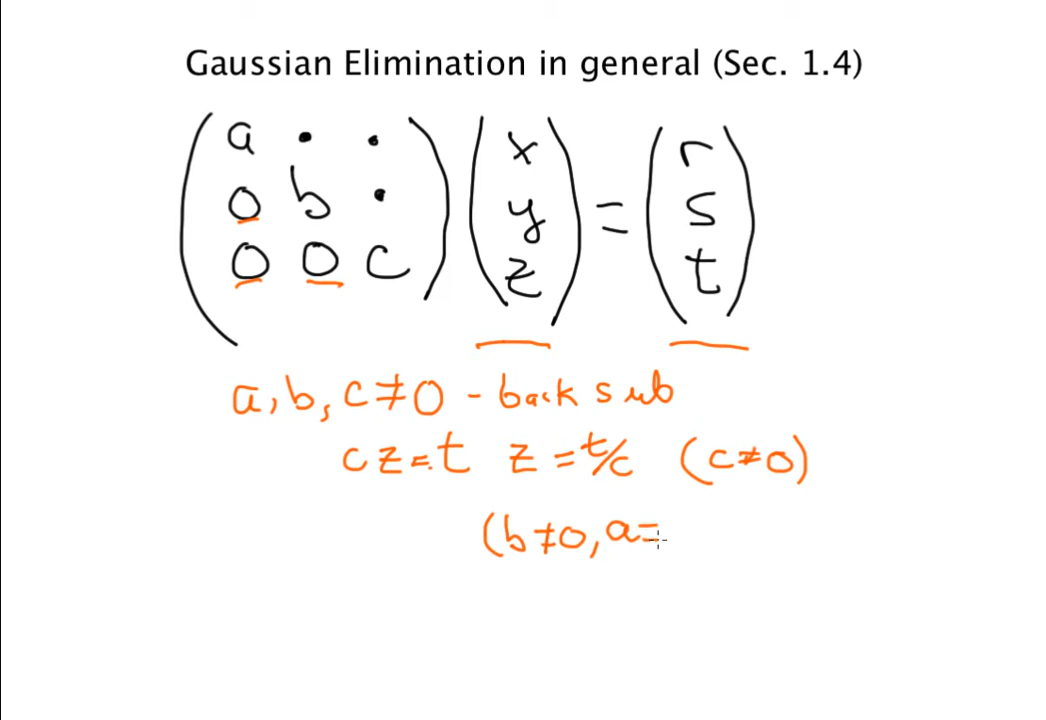 Gaussian Elimination in general (Sec. 1.4)
( a • • ) ( x ) = ( r )
( 0 b • ) ( y ) = ( s )
( 0 0 c ) ( z ) = ( t )
a, b, c ≠ 0 - back sub
cz = t z = t/c (c ≠ 0)
(b ≠ 0, a =